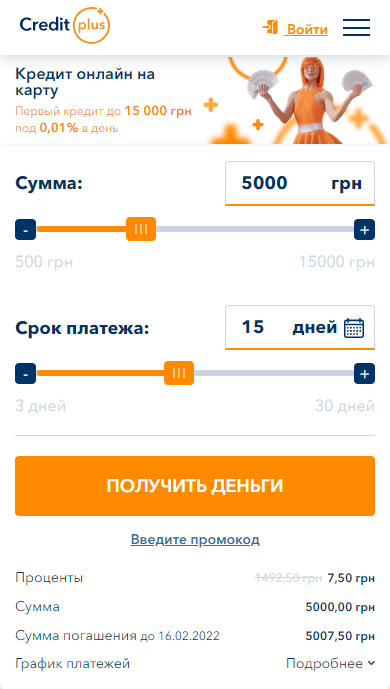 Credit plus
Войти
Кредит онлайн на
карту
Первый кредит до 15 000 грн
под 0,01% в день
Сумма:
5000 грн
- +
500 грн 15000 грн
Срок платежа:
15 дней
- +
3 дней 30 дней
ПОЛУЧИТЬ ДЕНЬГИ
Введите промокод
Проценты 1492,50 грн 7,50 грн
Сумма 5000,00 грн
Сумма погашения до 16.02.2022 5007,50 грн
График платежей Подробнее